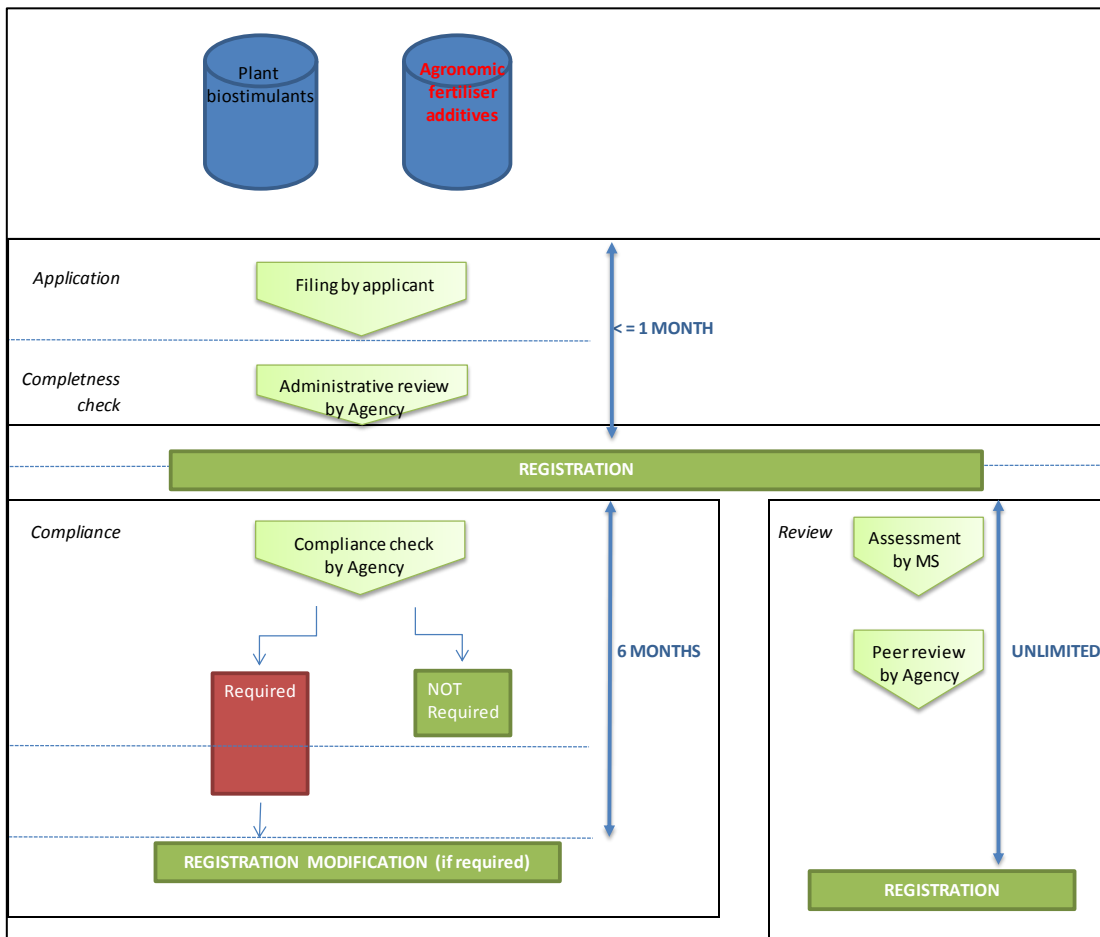 Plant
biostimulants
Agronomic
fertiliser
additives
Application
Filing by applicant
< = 1 MONTH
Completness
check
Administrative review
by Agency
REGISTRATION
Compliance
Compliance check
by Agency
6 MONTHS
Required
NOT
Required
REGISTRATION MODIFICATION (if required)
Review
Assessment
by MS
Peer review
by Agency
UNLIMITED
REGISTRATION